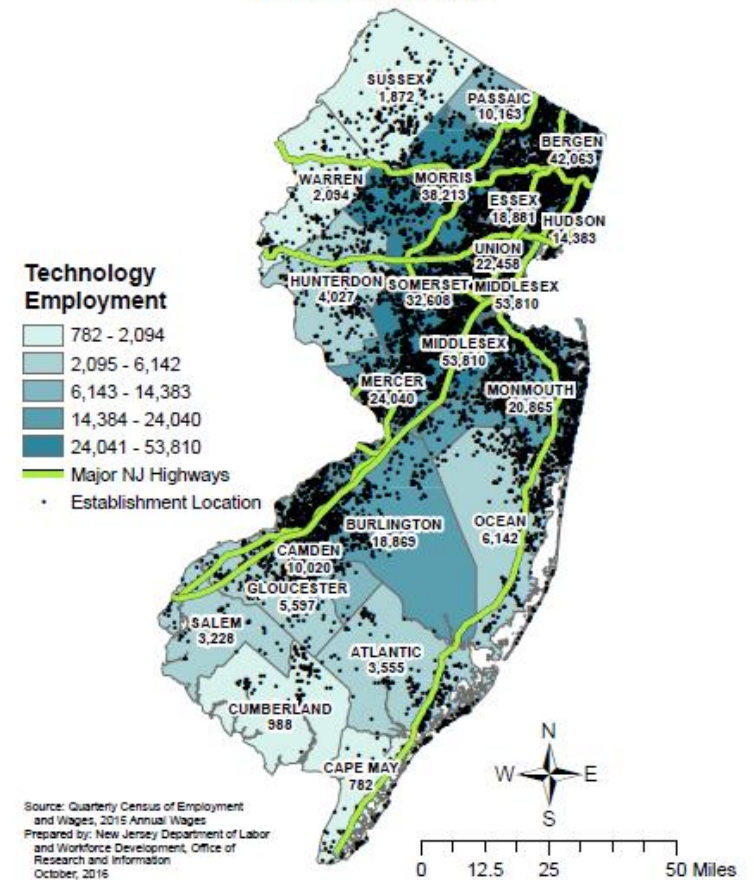 SUSSEX
1,872
PASSAIC
10,163
BERGEN
42,063
WARREN
2,094
MORRIS
38,213
ESSEX
18,881
HUDSON
14,383
UNION
22,458
HUNTERDON
4,027
SOMERSET
32,608
MIDDLESEX
53,810
MIDDLESEX
53,810
MERCER
24,040
MONMOUTH
20,865
Technology
Employment
782 - 2,094
2,095 - 6,142
6,143 - 14,383
14,384 - 24,040
24,041 - 53,810
Major NJ Highways
Establishment Location
BURLINGTON
18,869
OCEAN
6,142
CAMDEN
10,020
GLOUCESTER
5,597
SALEM
3,228
ATLANTIC
3,555
CUMBERLAND
988
CAPE MAY
782
N
W
E
S
Source: Quarterly Census of Employment
and Wages, 2015 Annual Wages
Prepared by: New Jersey Department of Labor
and Workforce Development, Office of
Research and Information
October, 2016
0 12.5 25 50 Miles